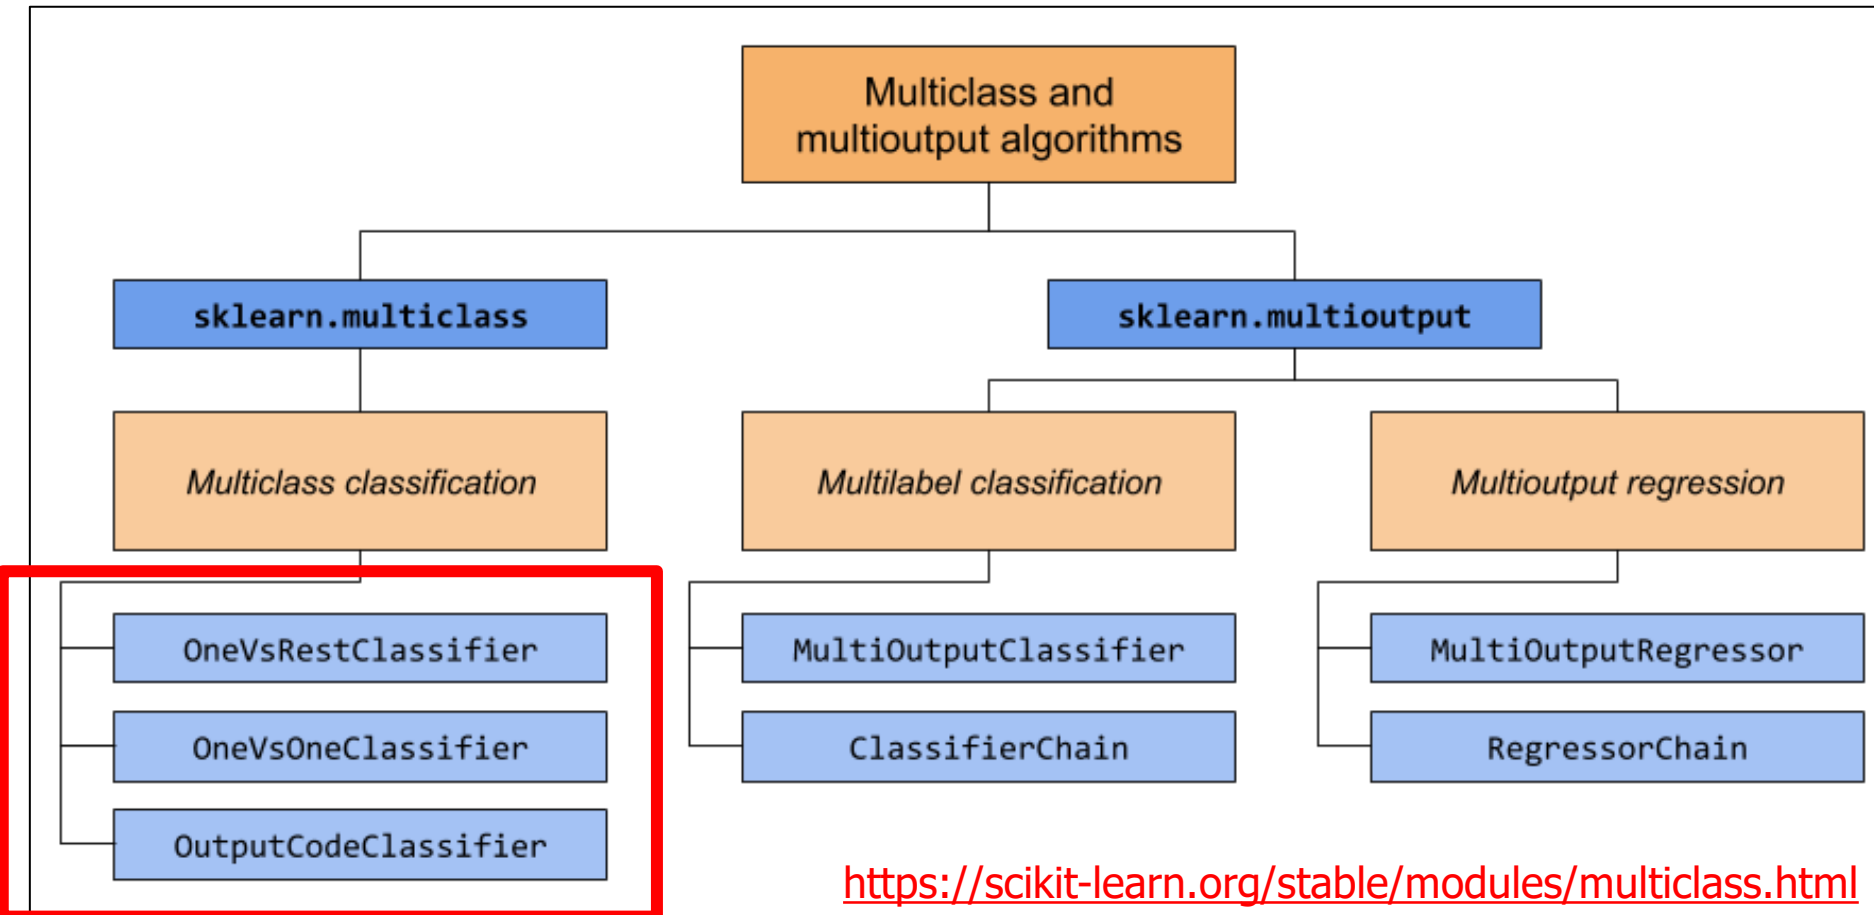 Multiclass and
multioutput algorithms
sklearn.multiclass
sklearn.multioutput
Multiclass classification
Multilabel classification
Multioutput regression
OneVsRestClassifier
MultiOutputClassifier
MultiOutputRegressor
OneVsOneClassifier
ClassifierChain
RegressorChain
OutputCodeClassifier
https://scikit-learn.org/stable/modules/multiclass.html